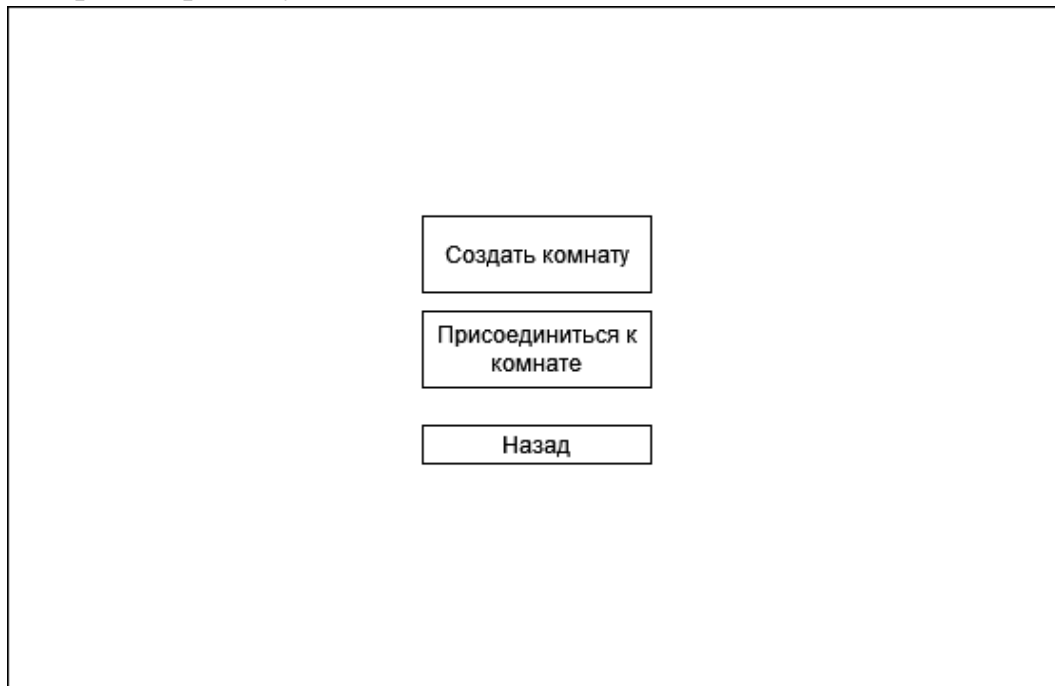 Создать комнату
Присоединиться к
комнате
Назад